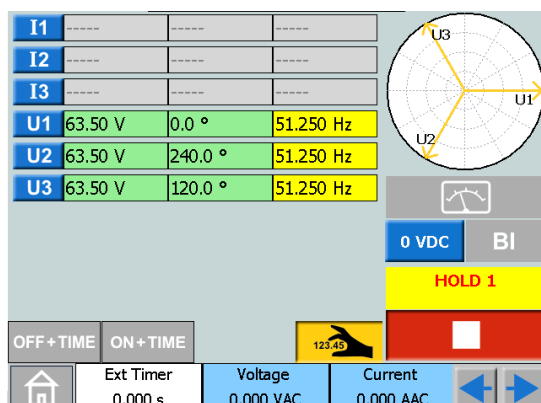 I1 ----- ----- -----
I2 ----- ----- -----
I3 ----- ----- -----
U1 63.50 V 0.0 ° 51.250 Hz
U2 63.50 V 240.0 ° 51.250 Hz
U3 63.50 V 120.0 ° 51.250 Hz
U3
U1
U2
0 VDC BI
HOLD 1
OFF+TIME ON+TIME 123.45
Ext Timer Voltage Current
0.000 s 0.000 VAC 0.000 AAC